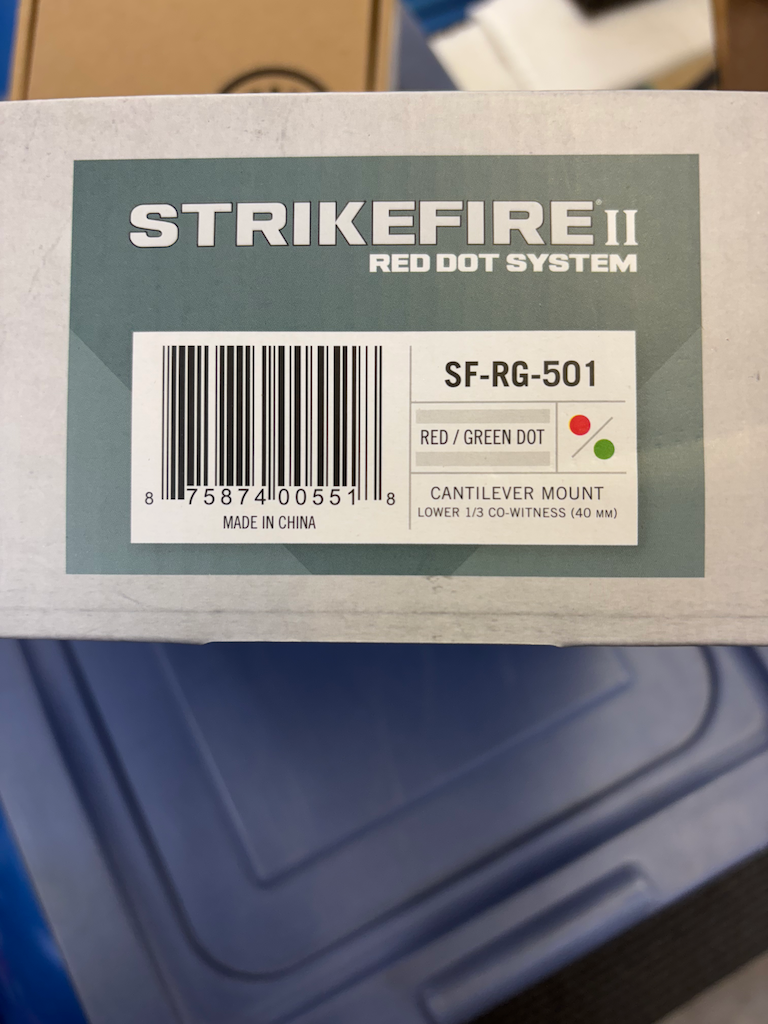 STRIKEFIRE® II
RED DOT SYSTEM
SF-RG-501
RED / GREEN DOT
CANTILEVER MOUNT
LOWER 1/3 CO-WITNESS (40 MM)
8 75874 00551 8
MADE IN CHINA